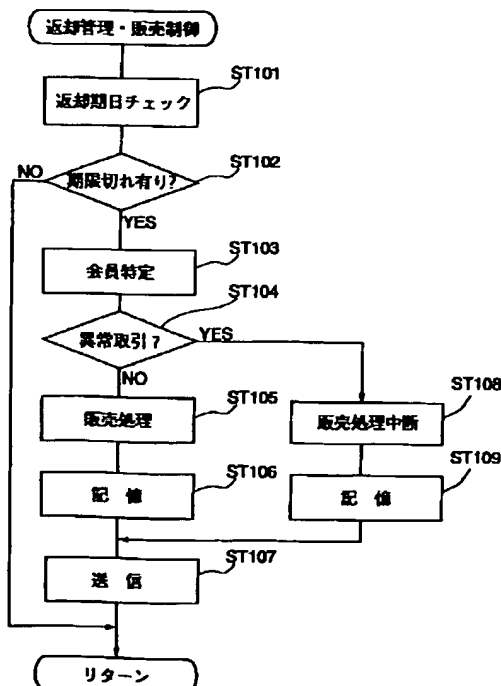 返却管理・販売制御
ST101
返却期日チェック
ST102
NO
期限切れ有り?
YES
ST103
会員特定
ST104
異常取引?
YES
NO
ST105
販売処理
ST108
販売処理中断
ST106
記 憶
ST109
記 憶
ST107
送 信
リターン